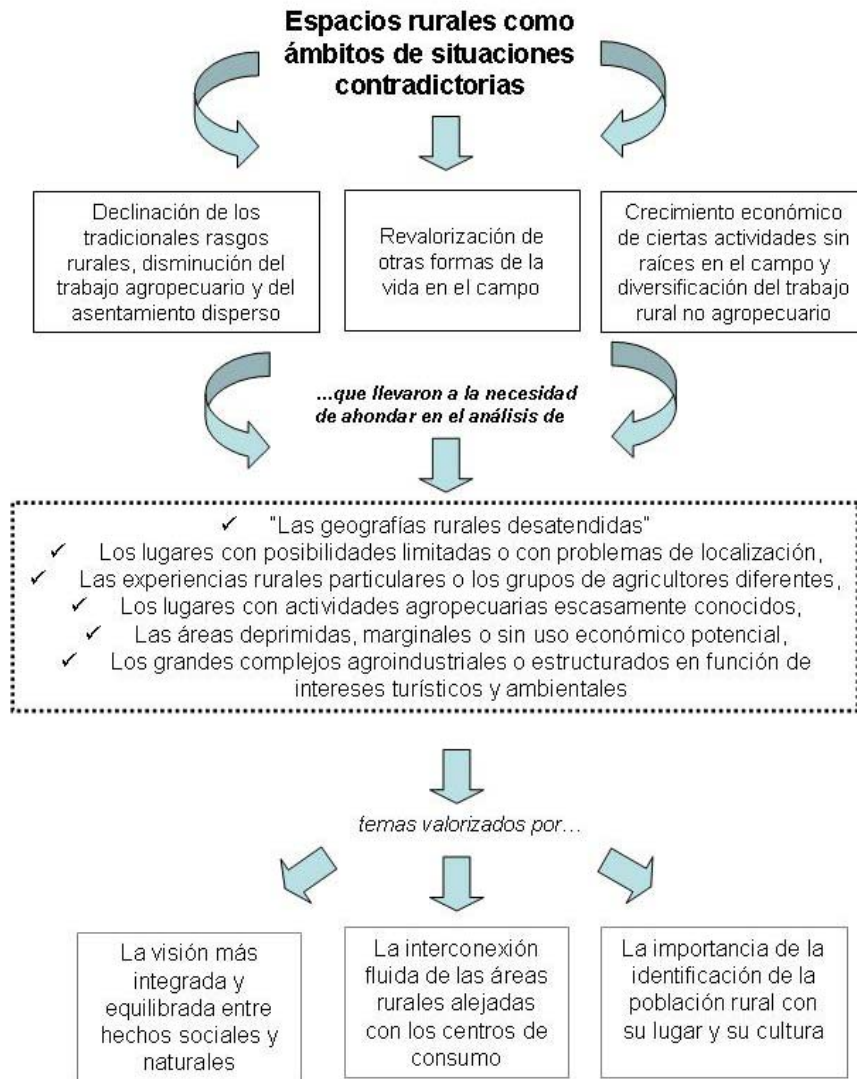 Espacios rurales como
ámbitos de situaciones
contradictorias
Declinación de los
tradicionales rasgos
rurales, disminución del
trabajo agropecuario y del
asentamiento disperso
Revalorización de
otras formas de la
vida en el campo
Crecimiento económico
de ciertas actividades sin
raíces en el campo y
diversificación del trabajo
rural no agropecuario
...que llevaron a la necesidad
de ahondar en el análisis de
✓ "Las geografías rurales desatendidas"
✓ Los lugares con posibilidades limitadas o con problemas de localización,
✓ Las experiencias rurales particulares o los grupos de agricultores diferentes,
✓ Los lugares con actividades agropecuarias escasamente conocidos,
✓ Las áreas deprimidas, marginales o sin uso económico potencial,
✓ Los grandes complejos agroindustriales o estructurados en función de
intereses turísticos y ambientales
temas valorizados por...
La visión más
integrada y
equilibrada entre
hechos sociales y
naturales
La interconexión
fluida de las áreas
rurales alejadas
con los centros de
consumo
La importancia de la
identificación de la
población rural con
su lugar y su cultura